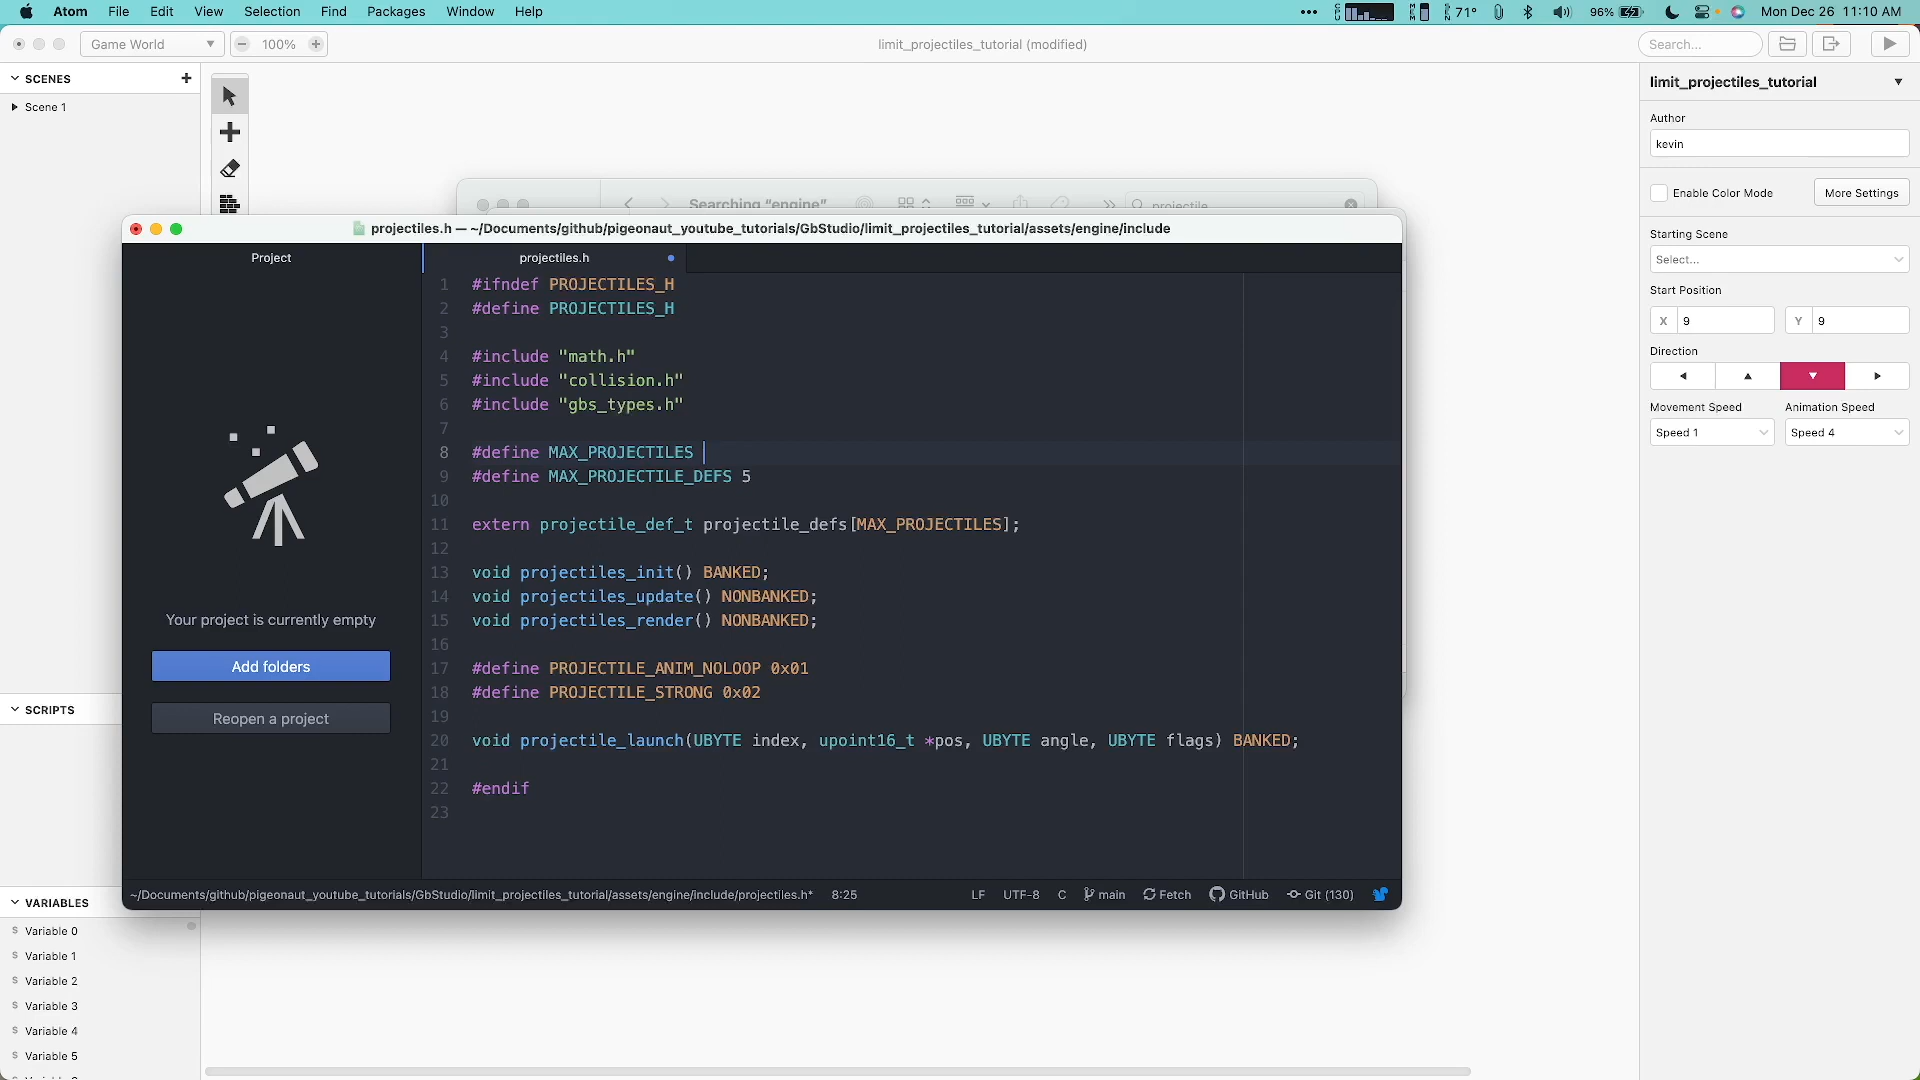 Atom File Edit View Selection Find Packages Window Help
71° 96% Mon Dec 26 11:10 AM
Game World 100% limit_projectiles_tutorial (modified) Search...
SCENES
Scene 1
limit_projectiles_tutorial
Author
kevin
Enable Color Mode More Settings
Starting Scene
Select...
Start Position
X 9 Y 9
Direction
Movement Speed Animation Speed
Speed 1 Speed 4
Searching "engine" projectile
projectiles.h — ~/Documents/github/pigeonaut_youtube_tutorials/GbStudio/limit_projectiles_tutorial/assets/engine/include
Project
projectiles.h
Your project is currently empty
Add folders
Reopen a project
1 #ifndef PROJECTILES_H
2 #define PROJECTILES_H
3
4 #include "math.h"
5 #include "collision.h"
6 #include "gbs_types.h"
7
8 #define MAX_PROJECTILES
9 #define MAX_PROJECTILE_DEFS 5
10
11 extern projectile_def_t projectile_defs[MAX_PROJECTILES];
12
13 void projectiles_init() BANKED;
14 void projectiles_update() NONBANKED;
15 void projectiles_render() NONBANKED;
16
17 #define PROJECTILE_ANIM_NOLOOP 0x01
18 #define PROJECTILE_STRONG 0x02
19
20 void projectile_launch(UBYTE index, upoint16_t *pos, UBYTE angle, UBYTE flags) BANKED;
21
22 #endif
23
~/Documents/github/pigeonaut_youtube_tutorials/GbStudio/limit_projectiles_tutorial/assets/engine/include/projectiles.h* 8:25 LF UTF-8 C main Fetch GitHub Git (130)
SCRIPTS
VARIABLES
$ Variable 0
$ Variable 1
$ Variable 2
$ Variable 3
$ Variable 4
$ Variable 5